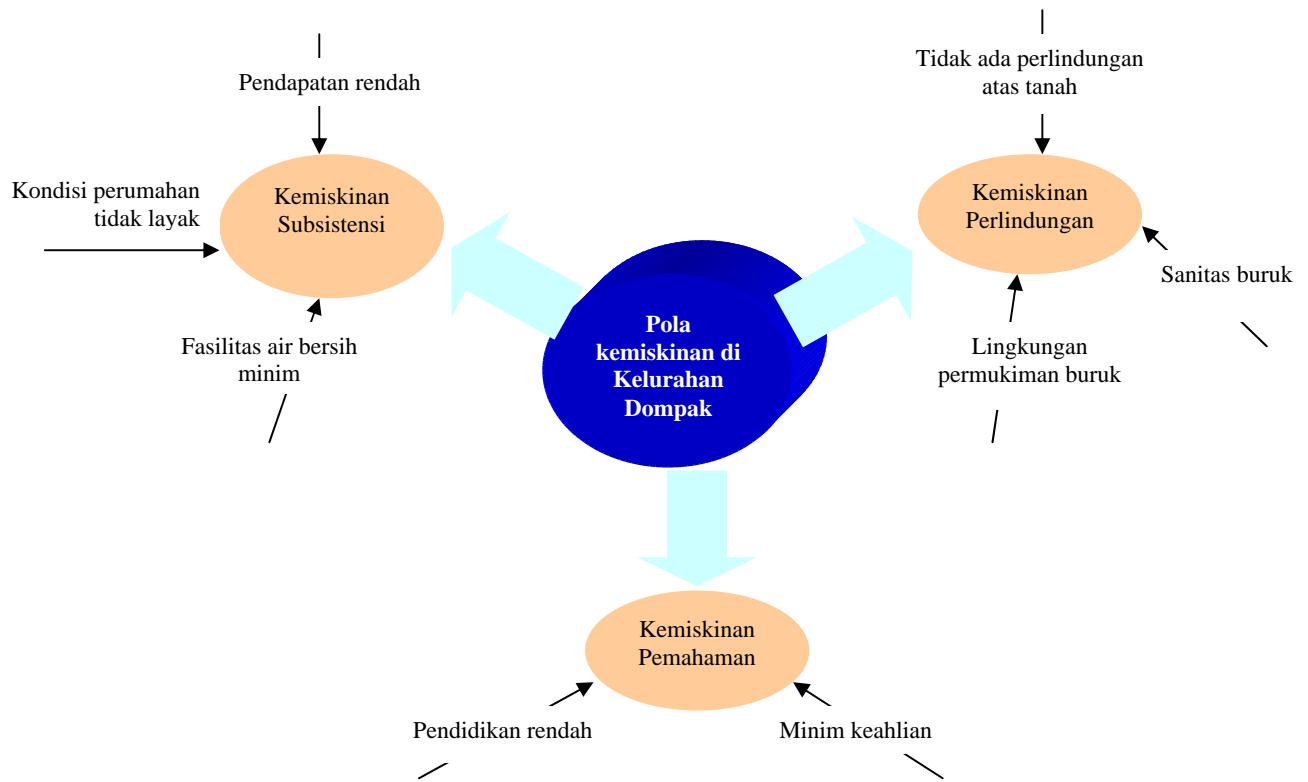 Pendapatan rendah
Kondisi perumahan
tidak layak
Kemiskinan
Subsistensi
Fasilitas air bersih
minim
Tidak ada perlindungan
atas tanah
Kemiskinan
Perlindungan
Sanitas buruk
Lingkungan
permukiman buruk
Pola
kemiskinan di
Kelurahan
Dompak
Kemiskinan
Pemahaman
Pendidikan rendah
Minim keahlian